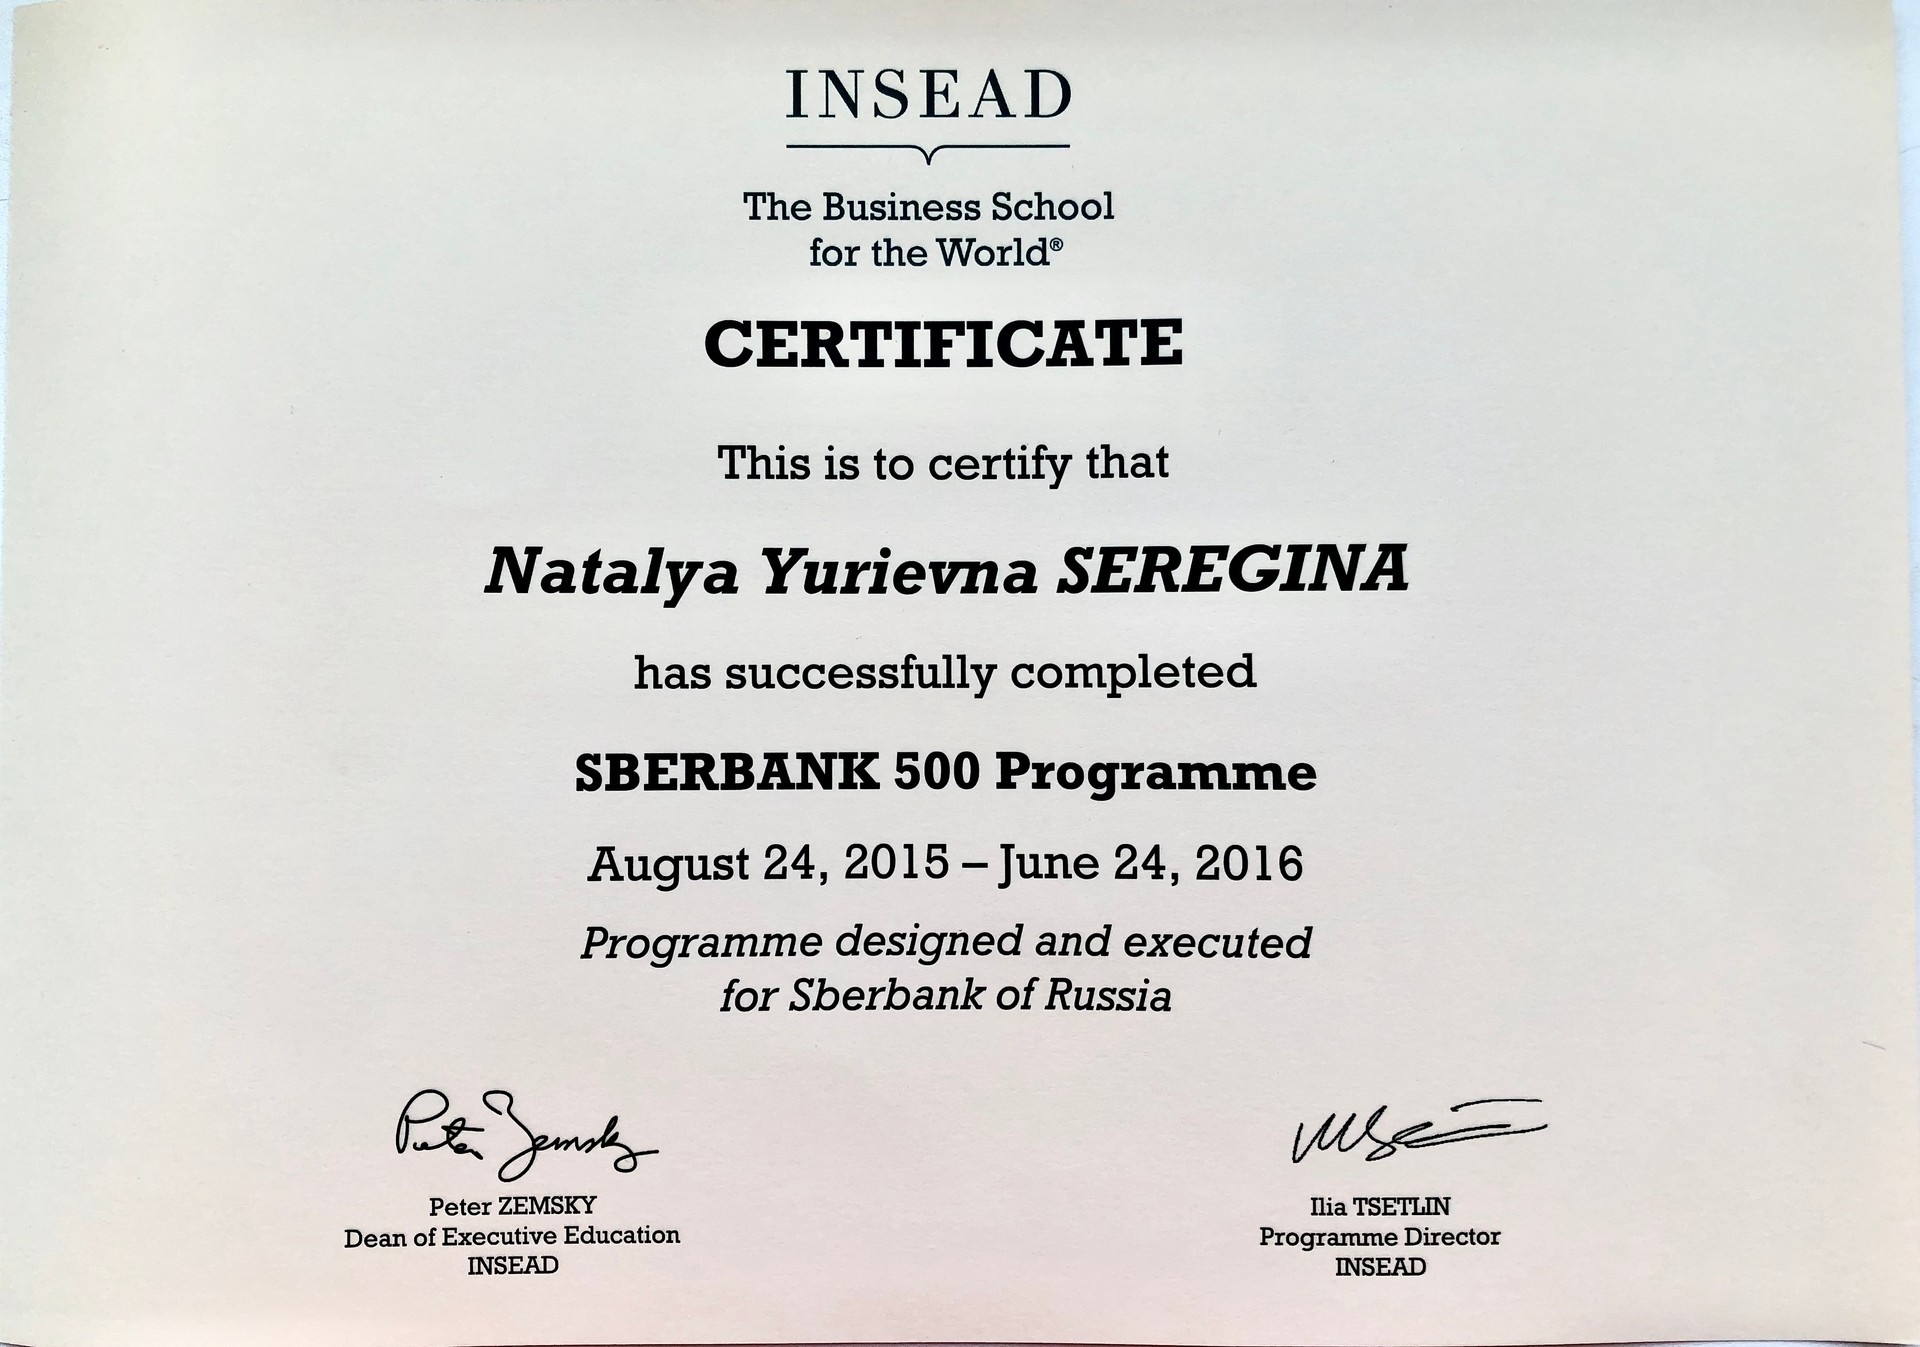 INSEAD
The Business School
for the World®
CERTIFICATE
This is to certify that
Natalya Yurievna SEREGINA
has successfully completed
SBERBANK 500 Programme
August 24, 2015 – June 24, 2016
Programme designed and executed
for Sberbank of Russia
Peter Zemsky
Peter ZEMSKY
Dean of Executive Education
INSEAD
Ilia TSETLIN
Programme Director
INSEAD